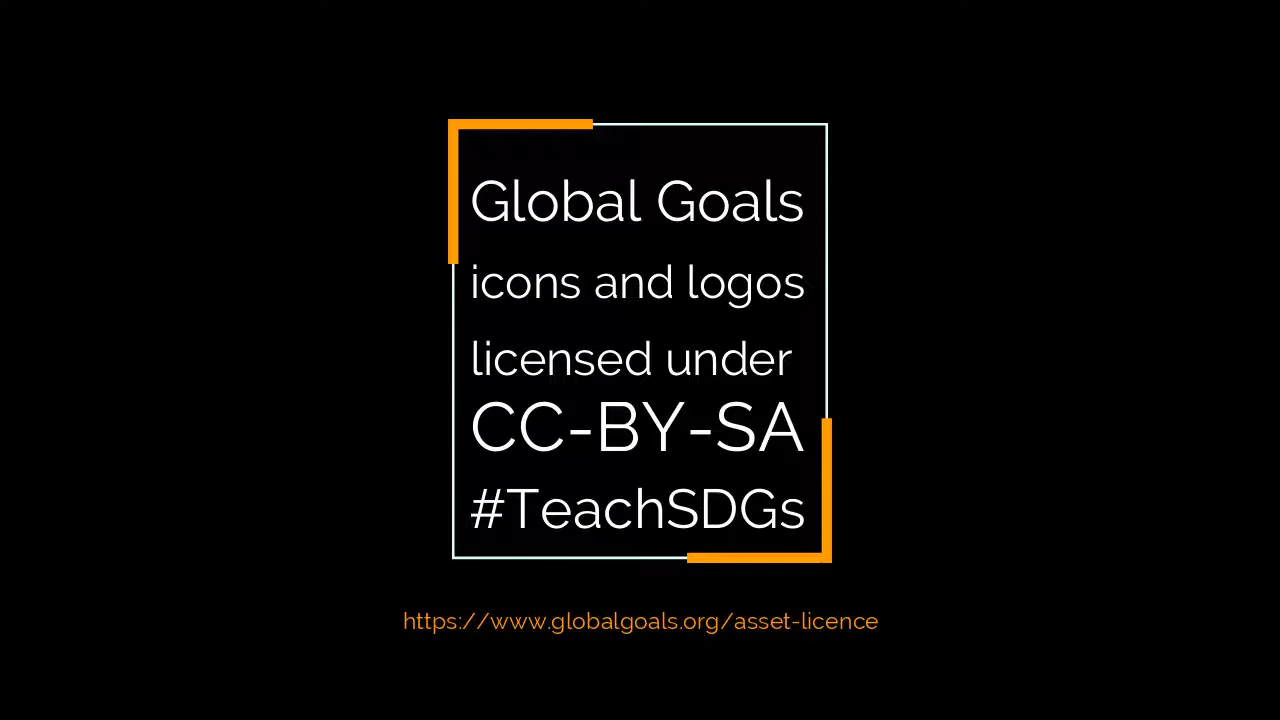 Global Goals
icons and logos
licensed under
CC-BY-SA
#TeachSDGs
https://www.globalgoals.org/asset-licence